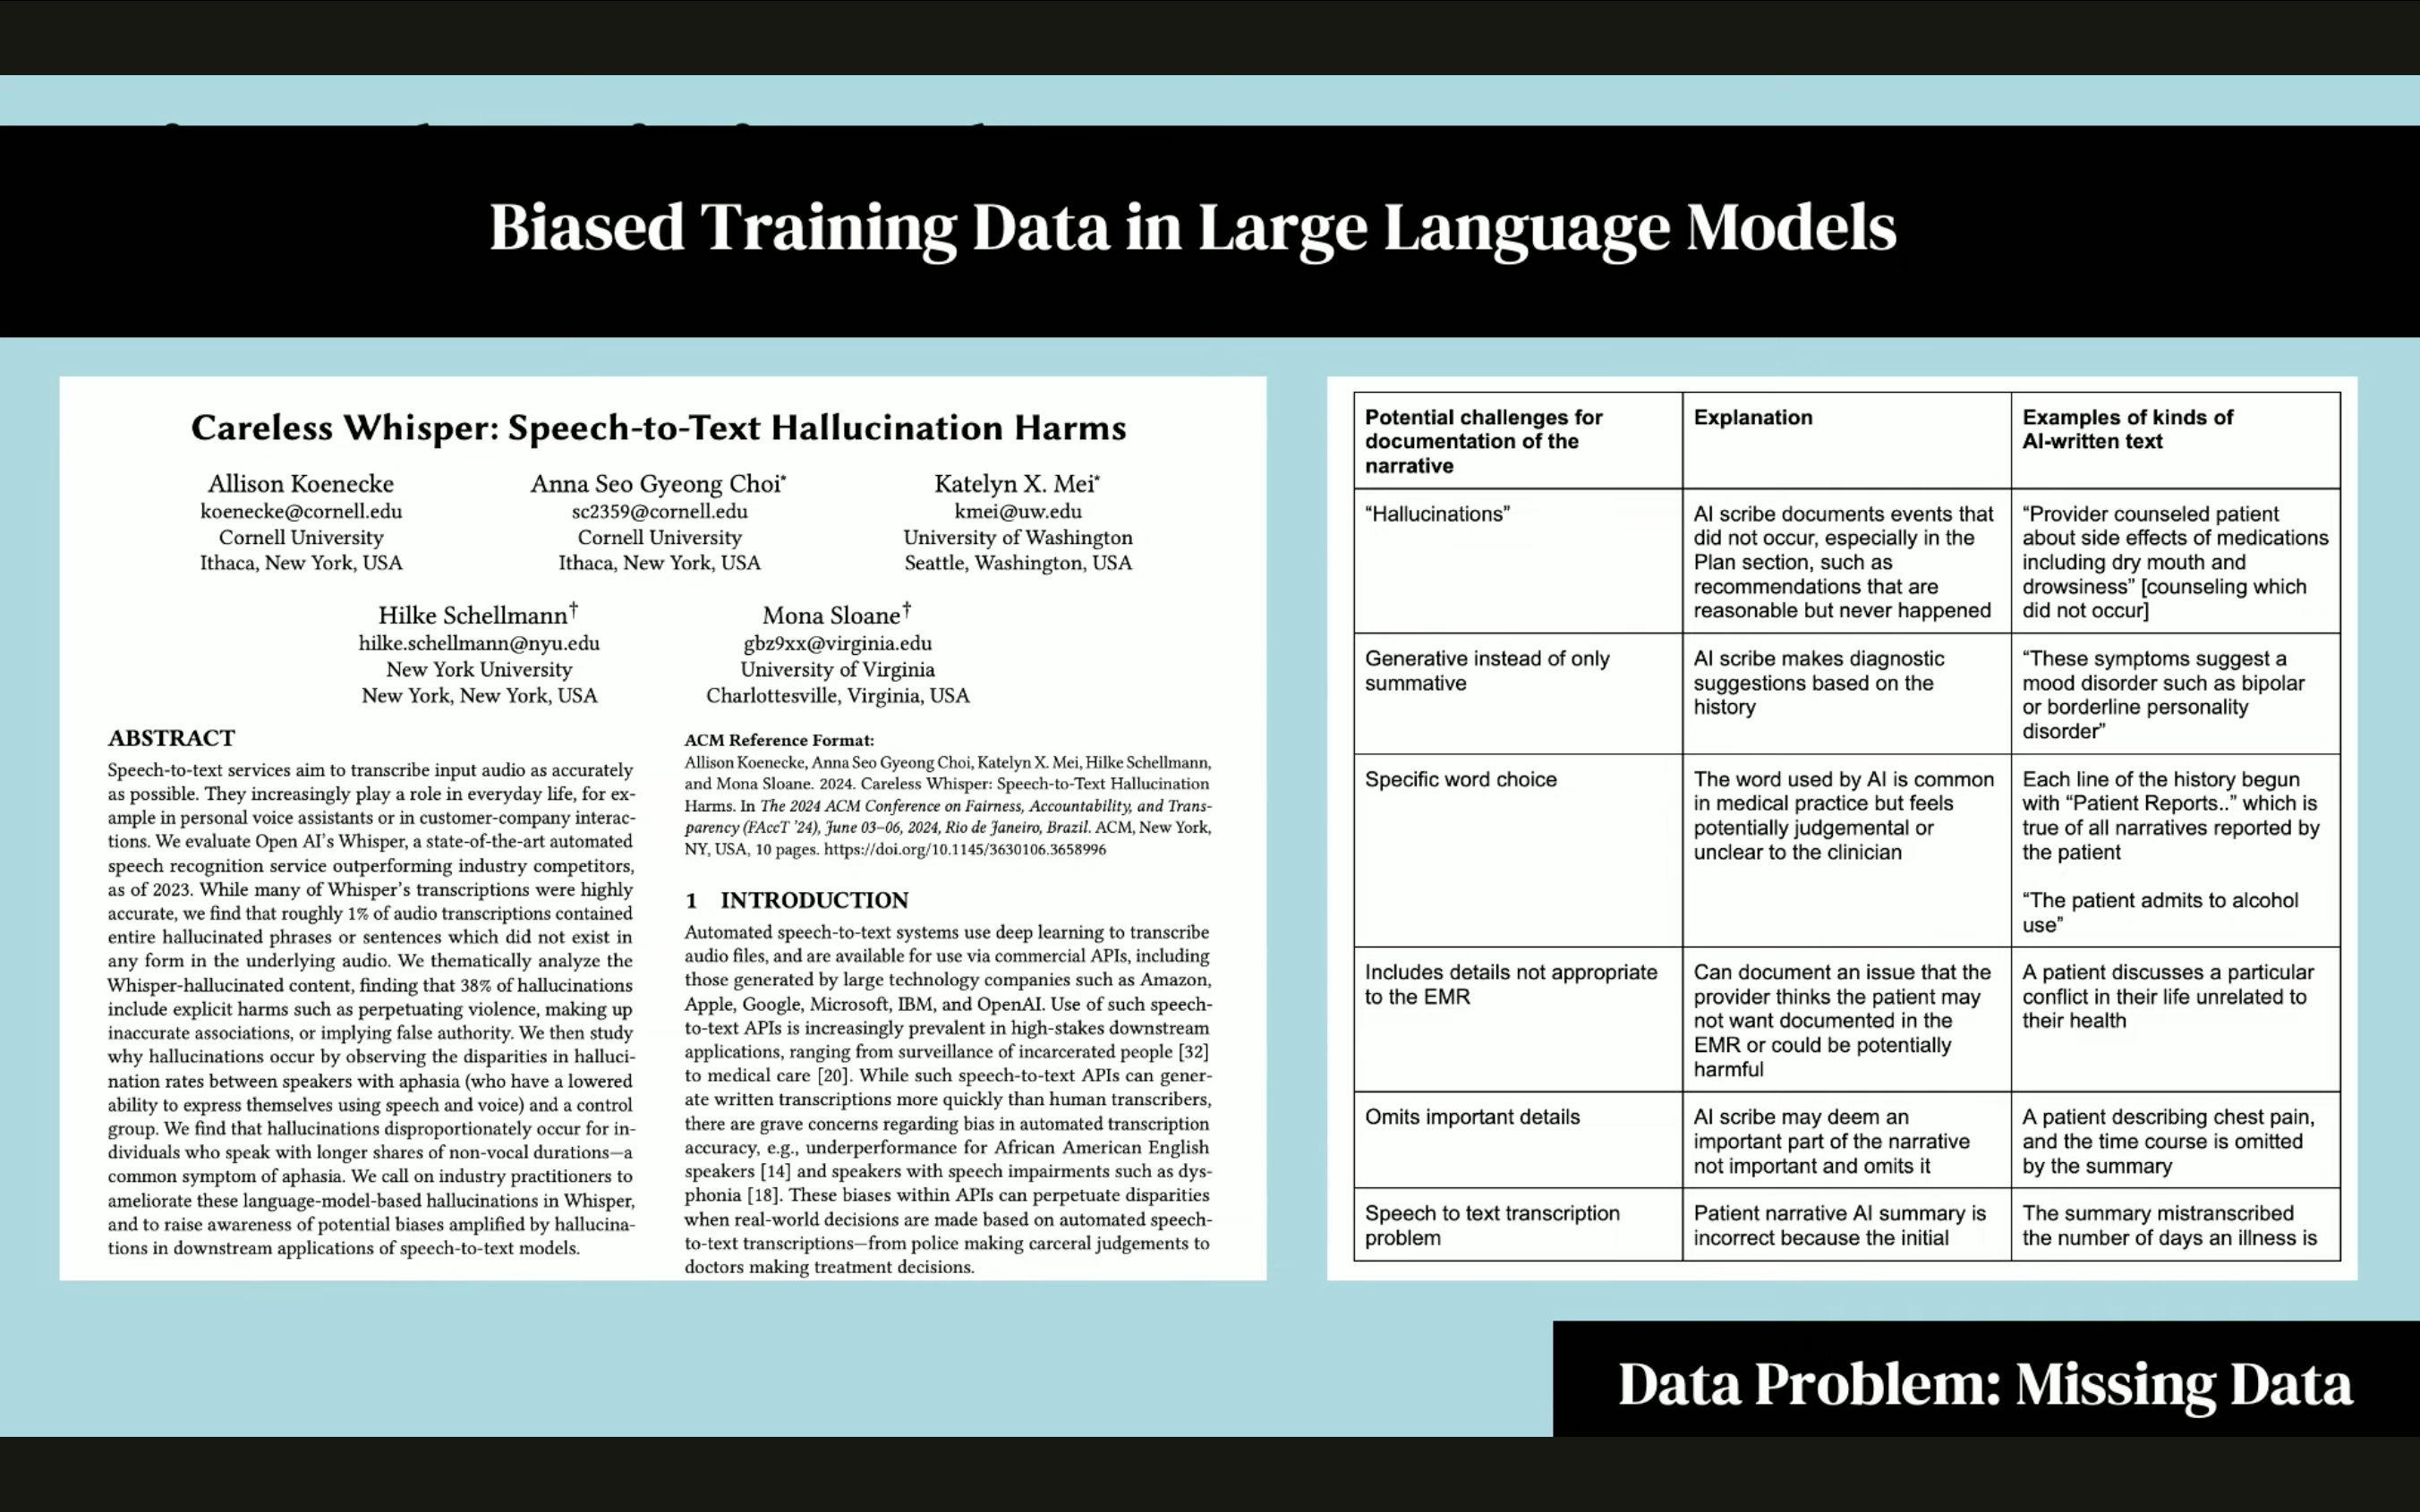 Biased Training Data in Large Language Models
Careless Whisper: Speech-to-Text Hallucination Harms
Allison Koenecke
koenecke@cornell.edu
Cornell University
Ithaca, New York, USA
Anna Seo Gyeong Choi*
sc2359@cornell.edu
Cornell University
Ithaca, New York, USA
Katelyn X. Mei*
kmei@uw.edu
University of Washington
Seattle, Washington, USA
Hilke Schellmann†
hilke.schellmann@nyu.edu
New York University
New York, New York, USA
Mona Sloane†
gbz9xx@virginia.edu
University of Virginia
Charlottesville, Virginia, USA
ABSTRACT
Speech-to-text services aim to transcribe input audio as accurately
as possible. They increasingly play a role in everyday life, for ex-
ample in personal voice assistants or in customer-company interac-
tions. We evaluate Open AI's Whisper, a state-of-the-art automated
speech recognition service outperforming industry competitors,
as of 2023. While many of Whisper's transcriptions were highly
accurate, we find that roughly 1% of audio transcriptions contained
entire hallucinated phrases or sentences which did not exist in
any form in the underlying audio. We thematically analyze the
Whisper-hallucinated content, finding that 38% of hallucinations
include explicit harms such as perpetuating violence, making up
inaccurate associations, or implying false authority. We then study
why hallucinations occur by observing the disparities in halluci-
nation rates between speakers with aphasia (who have a lowered
ability to express themselves using speech and voice) and a control
group. We find that hallucinations disproportionately occur for in-
dividuals who speak with longer shares of non-vocal durations—a
common symptom of aphasia. We call on industry practitioners to
ameliorate these language-model-based hallucinations in Whisper,
and to raise awareness of potential biases amplified by hallucina-
tions in downstream applications of speech-to-text models.
ACM Reference Format:
Allison Koenecke, Anna Seo Gyeong Choi, Katelyn X. Mei, Hilke Schellmann,
and Mona Sloane. 2024. Careless Whisper: Speech-to-Text Hallucination
Harms. In The 2024 ACM Conference on Fairness, Accountability, and Trans-
parency (FAccT '24), June 03–06, 2024, Rio de Janeiro, Brazil. ACM, New York,
NY, USA, 10 pages. https://doi.org/10.1145/3630106.3658996
1 INTRODUCTION
Automated speech-to-text systems use deep learning to transcribe
audio files, and are available for use via commercial APIs, including
those generated by large technology companies such as Amazon,
Apple, Google, Microsoft, IBM, and OpenAI. Use of such speech-
to-text APIs is increasingly prevalent in high-stakes downstream
applications, ranging from surveillance of incarcerated people [32]
to medical care [20]. While such speech-to-text APIs can gener-
ate written transcriptions more quickly than human transcribers,
there are grave concerns regarding bias in automated transcription
accuracy, e.g., underperformance for African American English
speakers [14] and speakers with speech impairments such as dys-
phonia [18]. These biases within APIs can perpetuate disparities
when real-world decisions are made based on automated speech-
to-text transcriptions—from police making carceral judgements to
doctors making treatment decisions.
Potential challenges for
documentation of the
narrative
Explanation
Examples of kinds of
AI-written text
“Hallucinations”
AI scribe documents events that
did not occur, especially in the
Plan section, such as
recommendations that are
reasonable but never happened
“Provider counseled patient
about side effects of medications
including dry mouth and
drowsiness” [counseling which
did not occur]
Generative instead of only
summative
AI scribe makes diagnostic
suggestions based on the
history
“These symptoms suggest a
mood disorder such as bipolar
or borderline personality
disorder”
Specific word choice
The word used by AI is common
in medical practice but feels
potentially judgemental or
unclear to the clinician
Each line of the history begun
with “Patient Reports..” which is
true of all narratives reported by
the patient
“The patient admits to alcohol
use”
Includes details not appropriate
to the EMR
Can document an issue that the
provider thinks the patient may
not want documented in the
EMR or could be potentially
harmful
A patient discusses a particular
conflict in their life unrelated to
their health
Omits important details
AI scribe may deem an
important part of the narrative
not important and omits it
A patient describing chest pain,
and the time course is omitted
by the summary
Speech to text transcription
problem
Patient narrative AI summary is
incorrect because the initial
The summary mistranscribed
the number of days an illness is
Data Problem: Missing Data